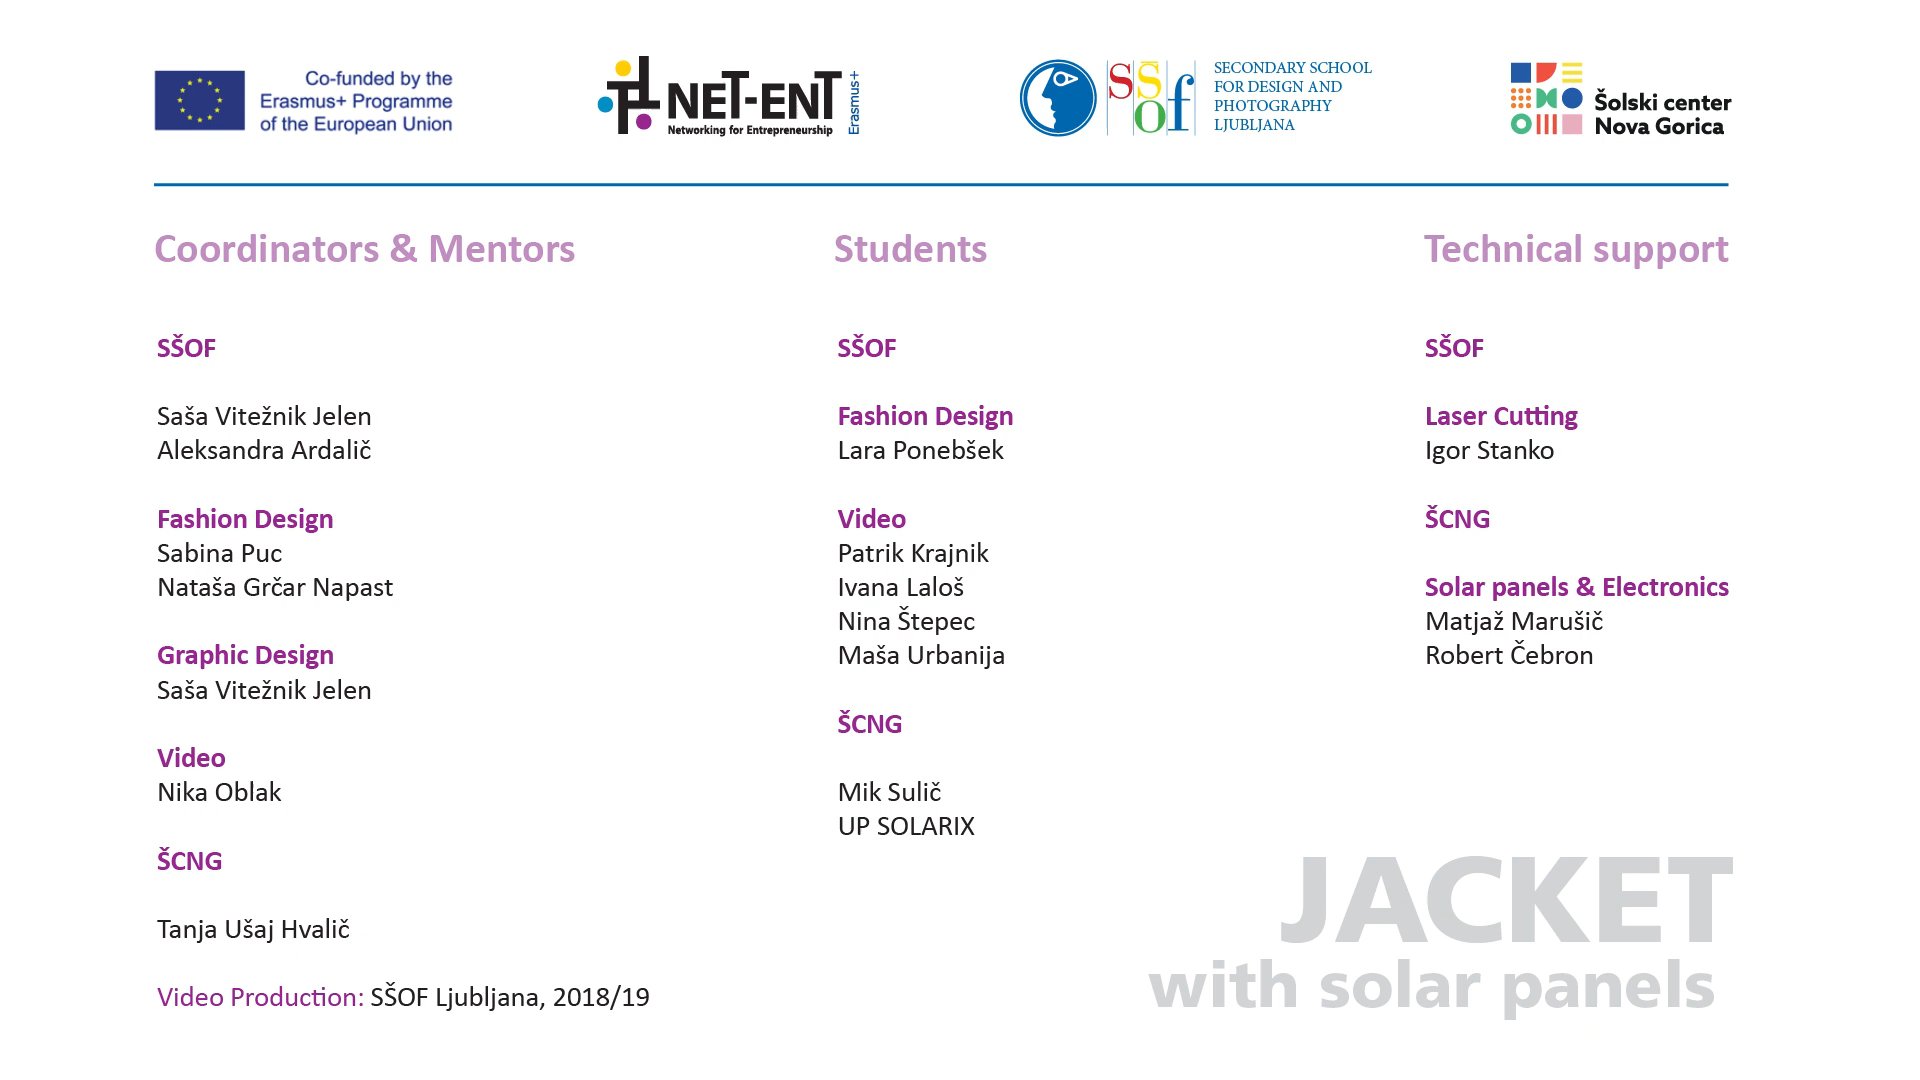 Co-funded by the
Erasmus+ Programme
of the European Union
NET-ENT
Networking for Entrepreneurship
Erasmus+
SŠof
SECONDARY SCHOOL
FOR DESIGN AND
PHOTOGRAPHY
LJUBLJANA
Šolski center
Nova Gorica
Coordinators & Mentors
SŠOF
Saša Vitežnik Jelen
Aleksandra Ardalič
Fashion Design
Sabina Puc
Nataša Grčar Napast
Graphic Design
Saša Vitežnik Jelen
Video
Nika Oblak
ŠCNG
Tanja Ušaj Hvalič
Video Production: SŠOF Ljubljana, 2018/19
Students
SŠOF
Fashion Design
Lara Ponebšek
Video
Patrik Krajnik
Ivana Laloš
Nina Štepec
Maša Urbanija
ŠCNG
Mik Sulič
UP SOLARIX
Technical support
SŠOF
Laser Cutting
Igor Stanko
ŠCNG
Solar panels & Electronics
Matjaž Marušič
Robert Čebron
JACKET
with solar panels